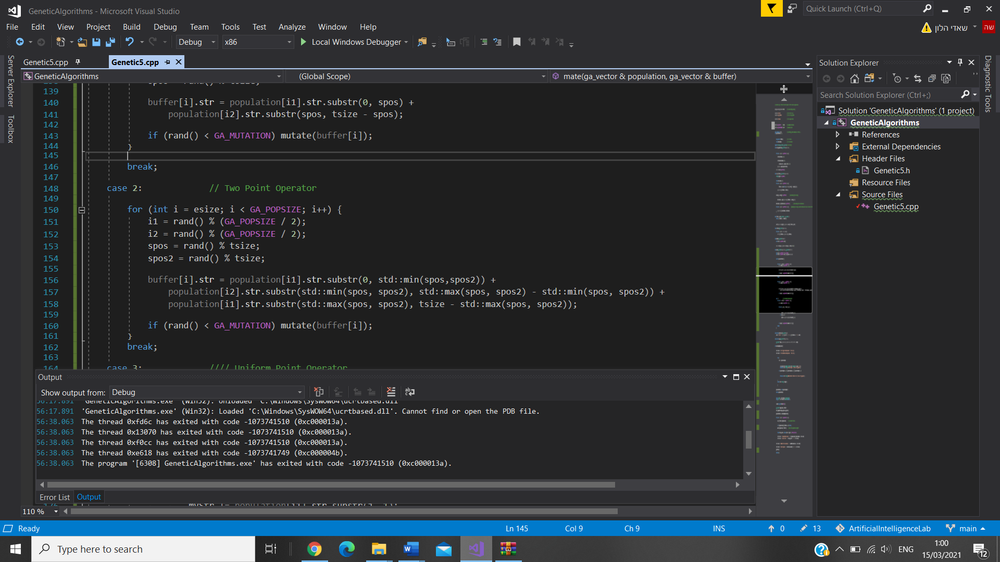 GeneticAlgorithms - Microsoft Visual Studio
Quick Launch (Ctrl+Q)
File Edit View Project Build Debug Team Tools Test Analyze Window Help
שאדי הלון
שה
Debug x86 Local Windows Debugger
Server Explorer
Toolbox
Genetic5.cpp Genetic5.cpp
GeneticAlgorithms (Global Scope) mate(ga_vector & population, ga_vector & buffer)
139
140 buffer[i].str = population[i1].str.substr(0, spos) +
141 population[i2].str.substr(spos, tsize - spos);
142
143 if (rand() < GA_MUTATION) mutate(buffer[i]);
144 }
145
146 break;
147
148 case 2: // Two Point Operator
149
150 for (int i = esize; i < GA_POPSIZE; i++) {
151 i1 = rand() % (GA_POPSIZE / 2);
152 i2 = rand() % (GA_POPSIZE / 2);
153 spos = rand() % tsize;
154 spos2 = rand() % tsize;
155
156 buffer[i].str = population[i1].str.substr(0, std::min(spos,spos2)) +
157 population[i2].str.substr(std::min(spos, spos2), std::max(spos, spos2) - std::min(spos, spos2)) +
158 population[i1].str.substr(std::max(spos, spos2), tsize - std::max(spos, spos2));
159
160 if (rand() < GA_MUTATION) mutate(buffer[i]);
161 }
162 break;
163
164 case 3: //// Uniform Point Operator
Output
Show output from: Debug
56:17.891 'GeneticAlgorithms.exe' (Win32): Unloaded 'C:\Windows\SysWOW64\ucrtbased.dll'
56:17.891 'GeneticAlgorithms.exe' (Win32): Loaded 'C:\Windows\SysWOW64\ucrtbased.dll'. Cannot find or open the PDB file.
56:38.063 The thread 0xfd6c has exited with code -1073741510 (0xc000013a).
56:38.063 The thread 0x13070 has exited with code -1073741510 (0xc000013a).
56:38.063 The thread 0xf0cc has exited with code -1073741510 (0xc000013a).
56:38.063 The thread 0xe618 has exited with code -1073741749 (0xc000004b).
56:38.063 The program '[6308] GeneticAlgorithms.exe' has exited with code -1073741510 (0xc000013a).
Error List Output
110 %
Solution Explorer
Search Solution Explorer (Ctrl+;)
Solution 'GeneticAlgorithms' (1 project)
GeneticAlgorithms
References
External Dependencies
Header Files
Genetic5.h
Resource Files
Source Files
Genetic5.cpp
Diagnostic Tools
Ready Ln 145 Col 9 Ch 9 INS 0 13 ArtificialIntelligenceLab main
Type here to search
ENG
1:00
15/03/2021
12